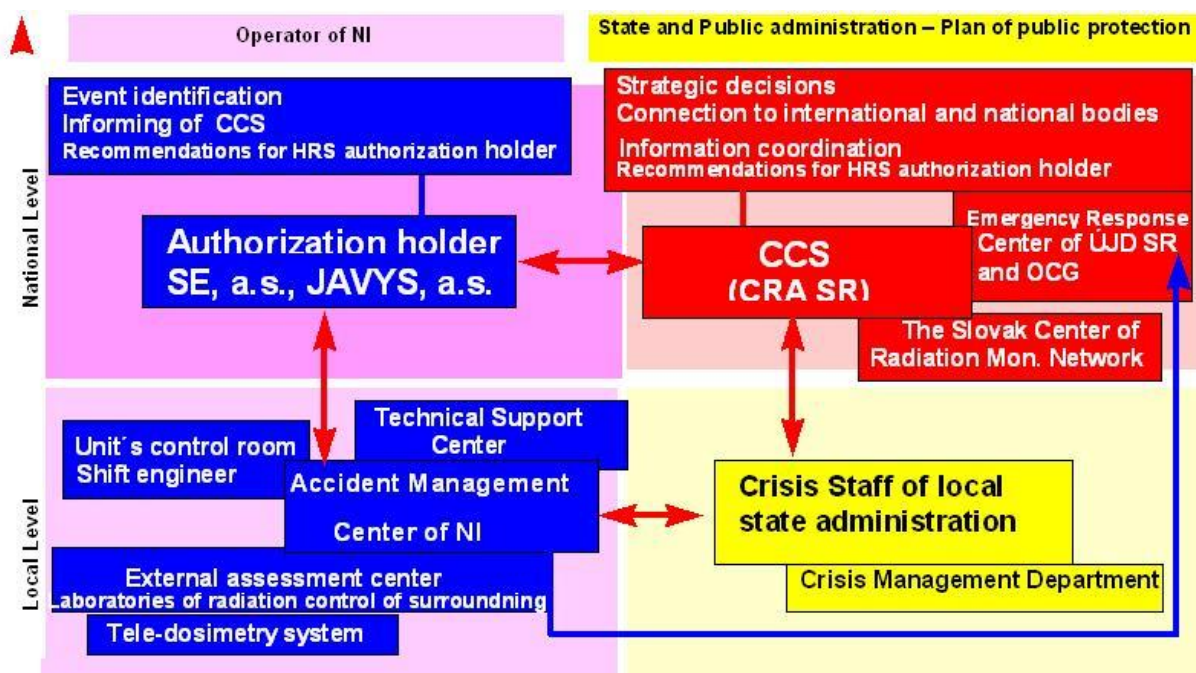 Operator of NI
State and Public administration – Plan of public protection
National Level
Event identification
Informing of CCS
Recommendations for HRS authorization holder
Strategic decisions
Connection to international and national bodies
Information coordination
Recommendations for HRS authorization holder
Authorization holder
SE, a.s., JAVYS, a.s.
CCS
(CRA SR)
Emergency Response
Center of ÚJD SR
and OCG
The Slovak Center of
Radiation Mon. Network
Local Level
Technical Support
Center
Unit´s control room
Shift engineer
Accident Management
Center of NI
Crisis Staff of local
state administration
External assessment center
Laboratories of radiation control of surroundning
Crisis Management Department
Tele-dosimetry system